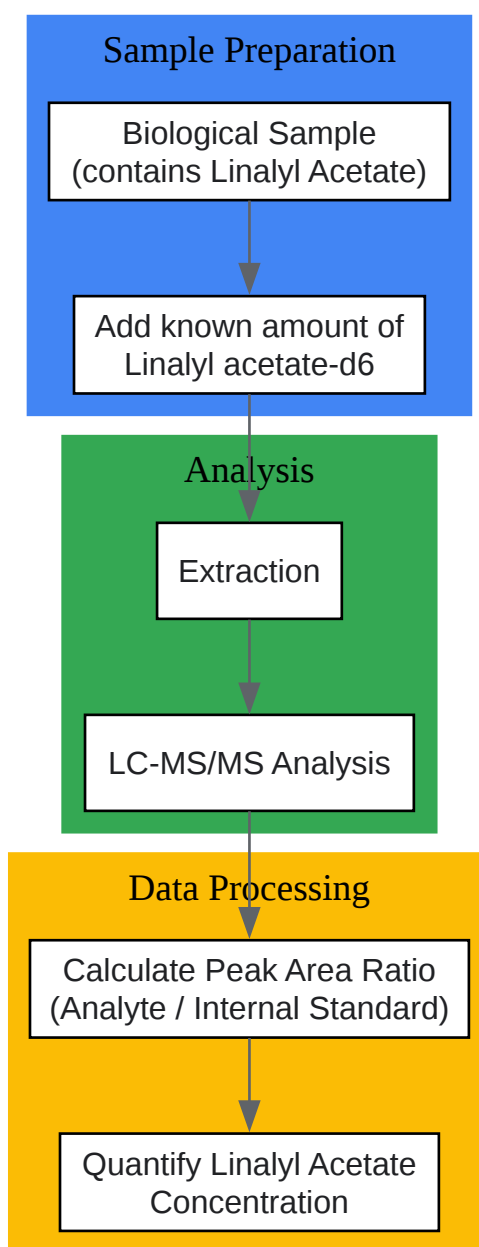 Sample Preparation
Biological Sample
(contains Linalyl Acetate)
Add known amount of
Linalyl acetate-d6
Analysis
Extraction
LC-MS/MS Analysis
Data Processing
Calculate Peak Area Ratio
(Analyte / Internal Standard)
Quantify Linalyl Acetate
Concentration